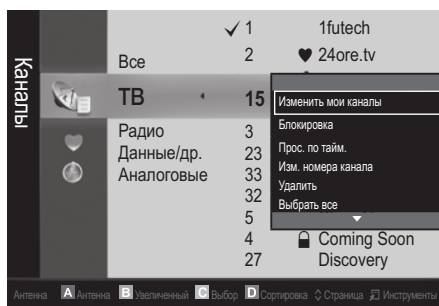 Каналы
✓ 1 1futech
Все 2 ♥ 24ore.tv
ТВ 15
Радио 3
Данные/др. 23
Аналоговые 33
32
5
4 Coming Soon
27 Discovery
Изменить мои каналы
Блокировка
Прос. по тайм.
Изм. номера канала
Удалить
Выбрать все
Антенна A Антенна B Увеличенный C Выбор D Сортировка Страница Инструменты